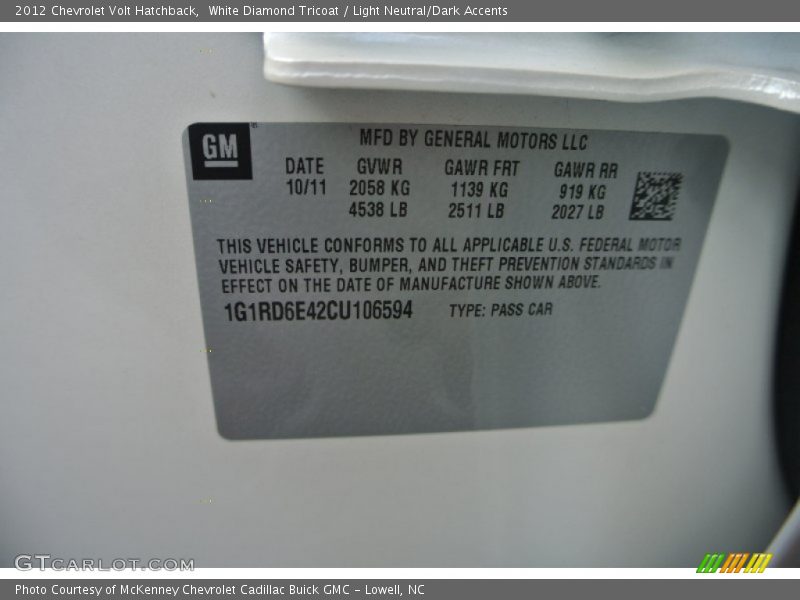 2012 Chevrolet Volt Hatchback,  White Diamond Tricoat / Light Neutral/Dark Accents
GM
MFD BY GENERAL MOTORS LLC
DATE GVWR GAWR FRT GAWR RR
10/11 2058 KG 1139 KG 919 KG
4538 LB 2511 LB 2027 LB
THIS VEHICLE CONFORMS TO ALL APPLICABLE U.S. FEDERAL MOTOR
VEHICLE SAFETY, BUMPER, AND THEFT PREVENTION STANDARDS IN
EFFECT ON THE DATE OF MANUFACTURE SHOWN ABOVE.
1G1RD6E42CU106594 TYPE: PASS CAR
GTCARLOT.COM
Photo Courtesy of McKenney Chevrolet Cadillac Buick GMC - Lowell, NC